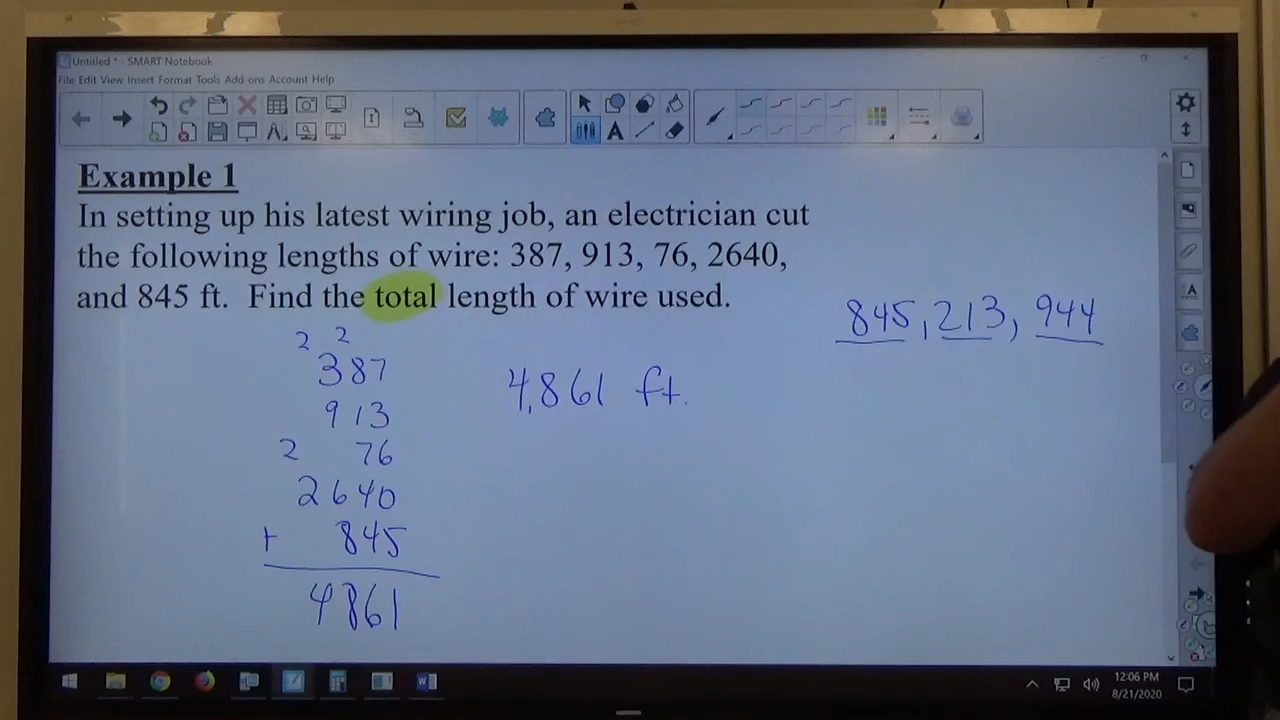 Untitled * - SMART Notebook
File Edit View Insert Format Tools Add ons Account Help
Example 1
In setting up his latest wiring job, an electrician cut
the following lengths of wire: 387, 913, 76, 2640,
and 845 ft. Find the total length of wire used.
845,213,944
2 2
387
4,861 ft.
913
2 76
2640
+ 845
4861
12:06 PM
8/21/2020